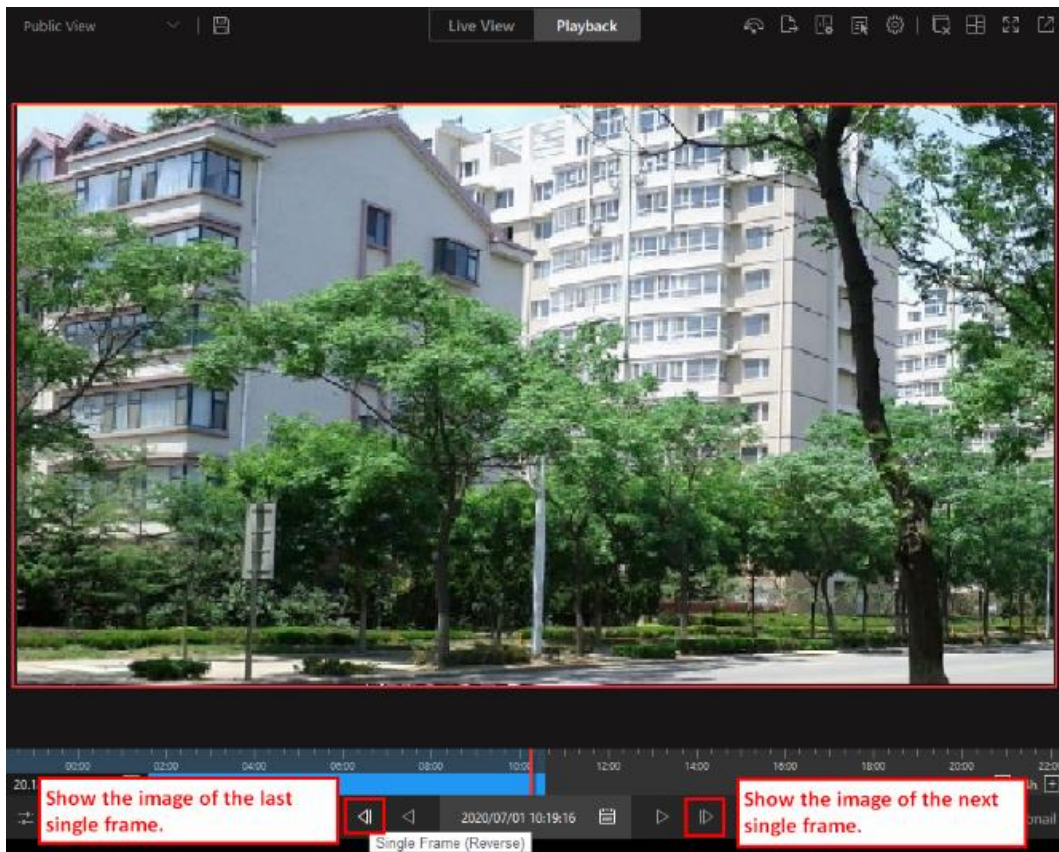 Public View
Live View
Playback
00:00 02:00 04:00 06:00 08:00 10:00 12:00 14:00 16:00 18:00 20:00 22:00
Show the image of the last
single frame.
2020/07/01 10:19:16
Single Frame (Reverse)
Show the image of the next
single frame.